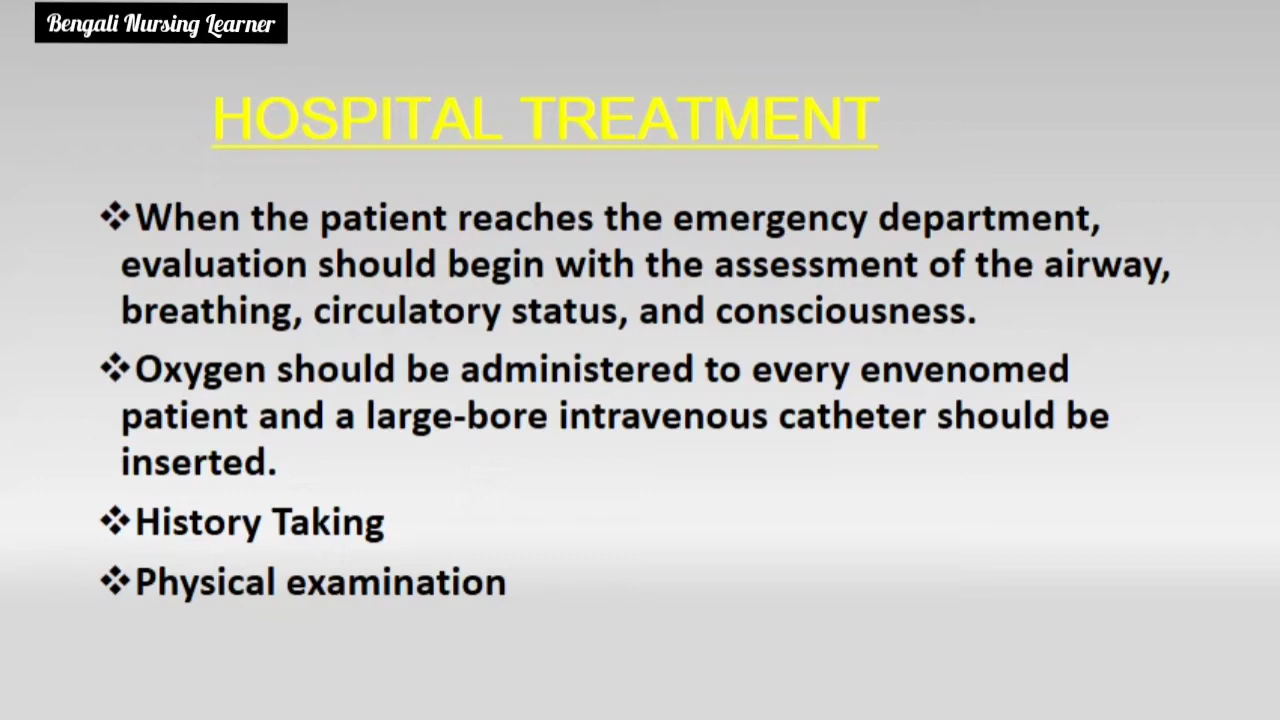 Bengali Nursing Learner
HOSPITAL TREATMENT
❖When the patient reaches the emergency department,
evaluation should begin with the assessment of the airway,
breathing, circulatory status, and consciousness.
❖Oxygen should be administered to every envenomed
patient and a large-bore intravenous catheter should be
inserted.
❖History Taking
❖Physical examination